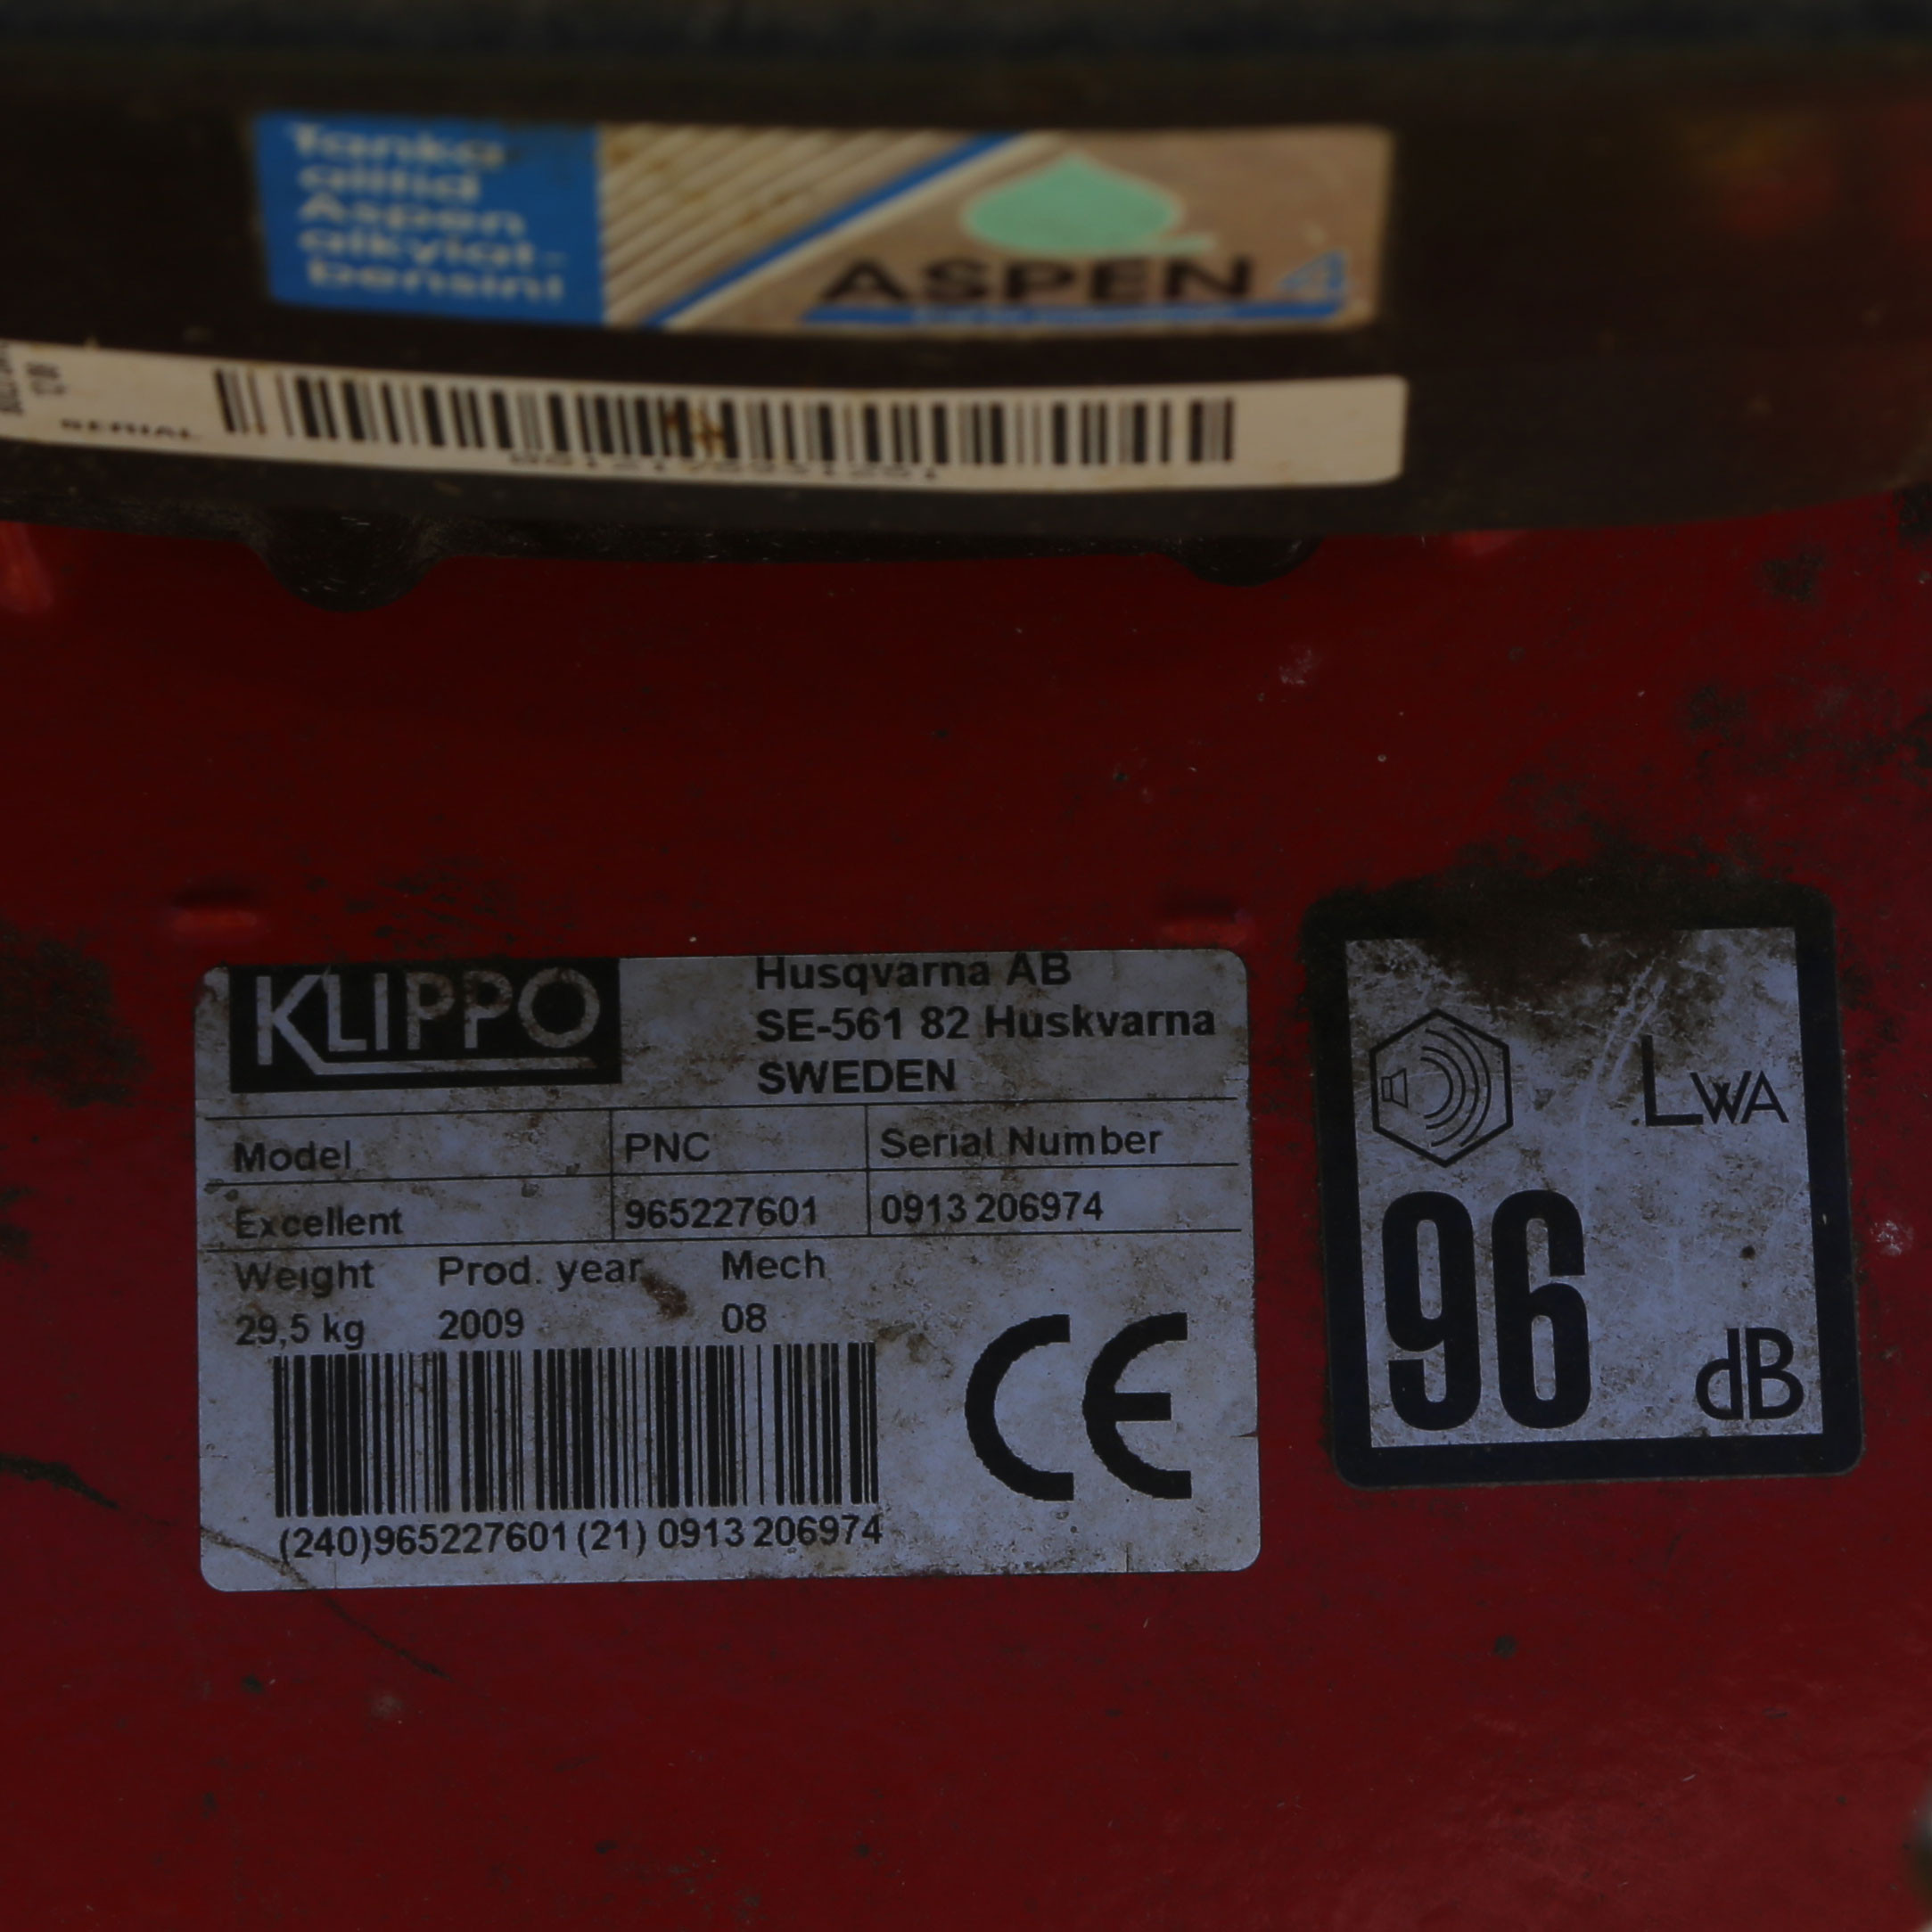 Tanka
alltid
Aspen
alkylat-
bensin!
ASPEN 4
SERIAL
KLIPPO
Husqvarna AB
SE-561 82 Huskvarna
SWEDEN
Model PNC Serial Number
Excellent 965227601 0913 206974
Weight Prod. year Mech
29,5 kg 2009 08
CE
(240)965227601(21) 0913 206974
LWA
96
dB